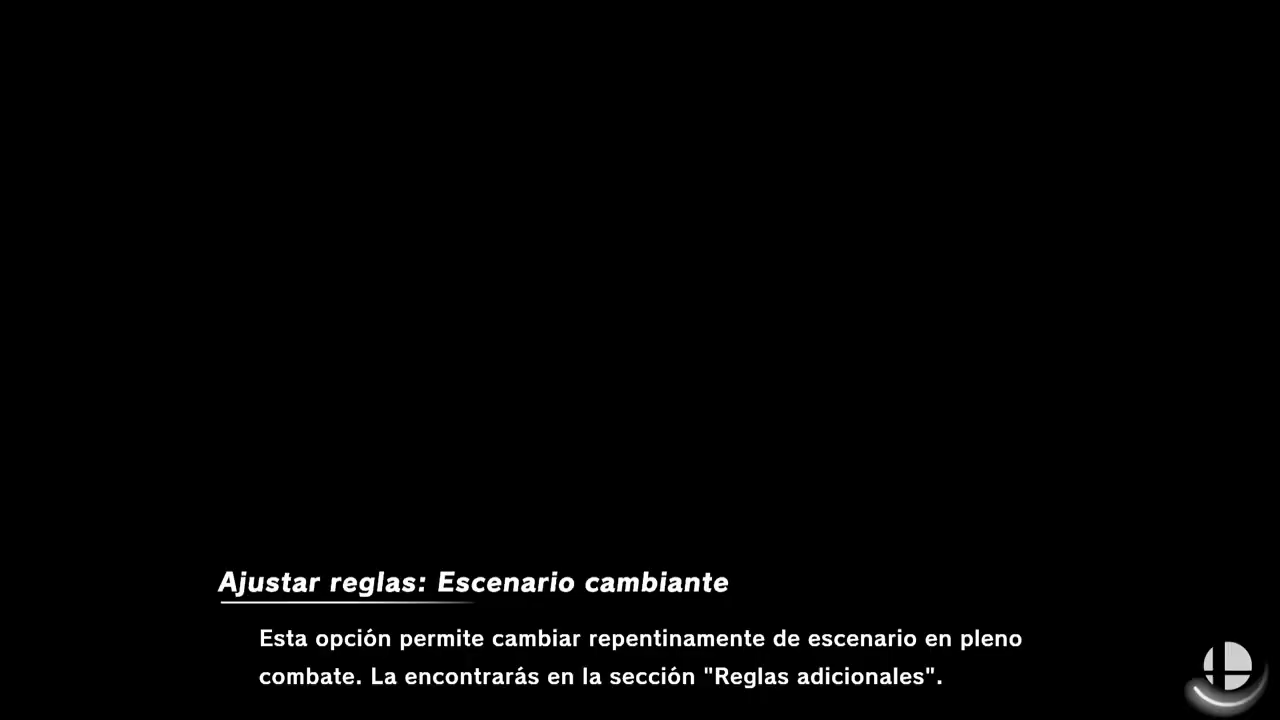 Ajustar reglas: Escenario cambiante
Esta opción permite cambiar repentinamente de escenario en pleno
combate. La encontrarás en la sección "Reglas adicionales".